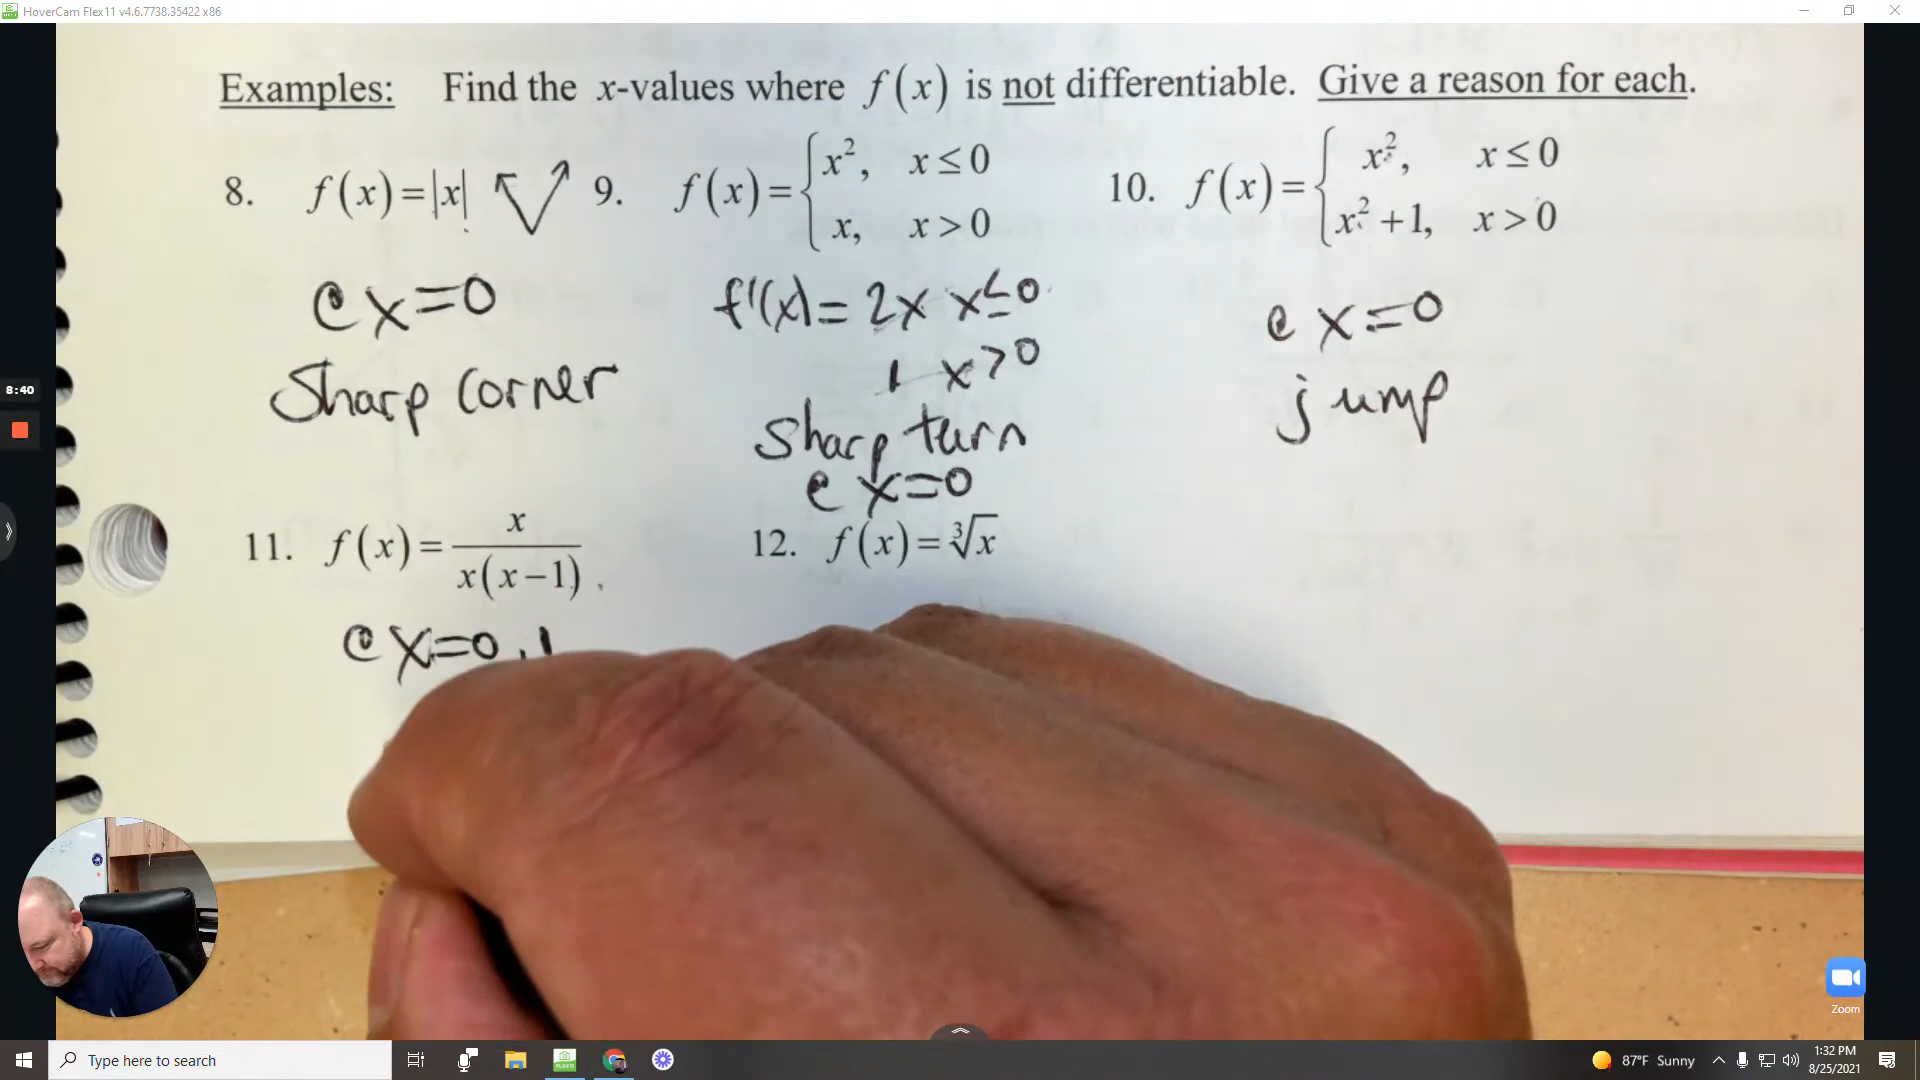 HoverCam Flex11 v4.6.7738.35422 x86
Examples: Find the x-values where f(x) is not differentiable. Give a reason for each.
8. f(x)=|x|
9. f(x)={x², x≤0
x, x>0
10. f(x)={x², x≤0
x²+1, x>0
@ x=0
Sharp corner
f'(x)= 2x x≤0
1 x>0
Sharp turn
@ x=0
@ x=0
jump
8:40
11. f(x)=x/x(x-1)
12. f(x)=∛x
@ x=0,1
Zoom
Type here to search
87°F Sunny
1:32 PM
8/25/2021